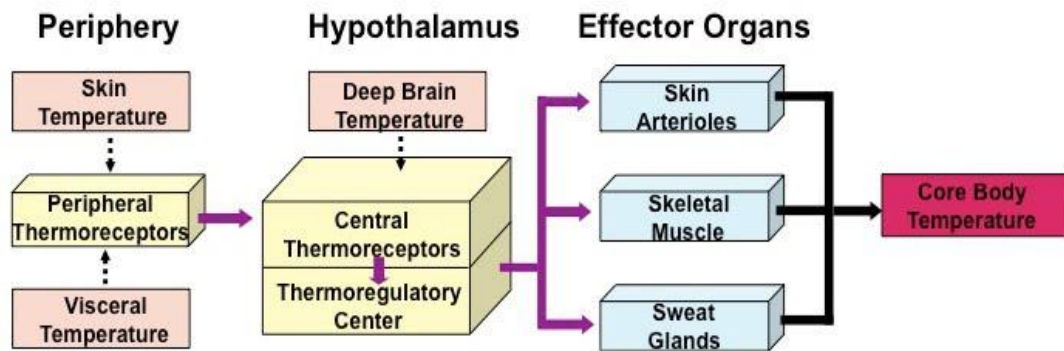 Periphery
Hypothalamus
Effector Organs
Skin
Temperature
Peripheral
Thermoreceptors
Visceral
Temperature
Deep Brain
Temperature
Central
Thermoreceptors
Thermoregulatory
Center
Skin
Arterioles
Skeletal
Muscle
Sweat
Glands
Core Body
Temperature